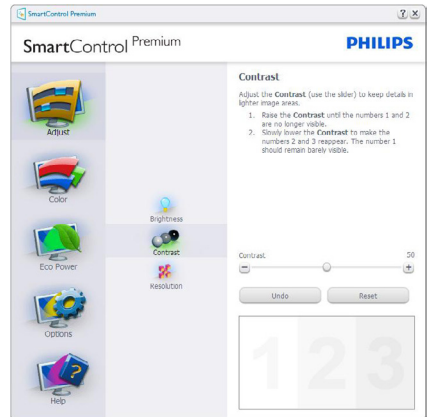 SmartControl Premium
SmartControl Premium
PHILIPS
Adjust
Color
Eco Power
Options
Help
Brightness
Contrast
Resolution
Contrast
Adjust the Contrast (use the slider) to keep details in
lighter image areas.
1. Raise the Contrast until the numbers 1 and 2
are no longer visible.
2. Slowly lower the Contrast to make the
numbers 2 and 3 reappear. The number 1
should remain barely visible.
Contrast 50
Undo Reset
1 2 3